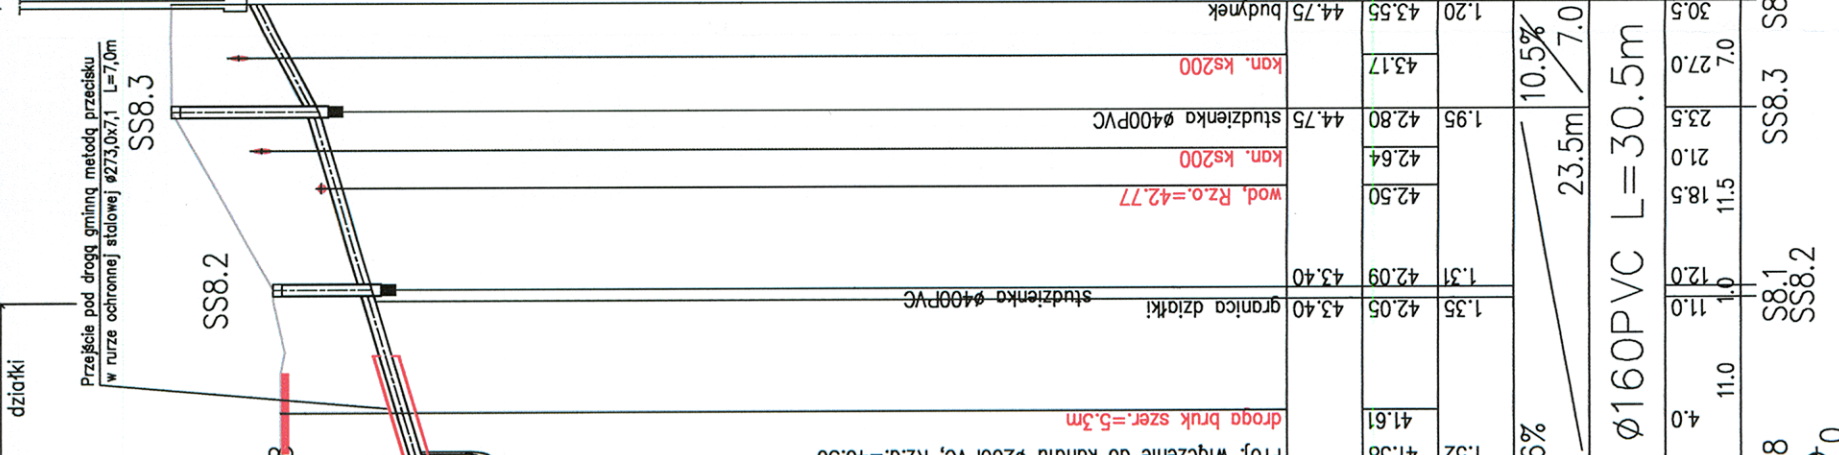 działki
Przejście pod drogą gminną metodą przecisku
w rurze ochronnej stalowej ø273,0x7,1 L=7,0m
SS8.3
SS8.2
budynek
44.75
43.55
1.20
kan. ks200
43.17
studzienka ø400PVC
44.75
42.80
1.95
kan. ks200
42.64
wod, Rz.o.=42.77
42.50
studzienka ø400PVC
43.40
42.09
1.31
granica działki
43.40
42.05
1.35
droga bruk szer.=5.3m
41.61
10.5%
7.0
23.5m
ø160PVC L=30.5m
30.5
27.0
23.5
21.0
18.5
12.0
11.0
4.0
7.0
11.5
1.0
11.0
SS8.3
SS8.1
SS8.2